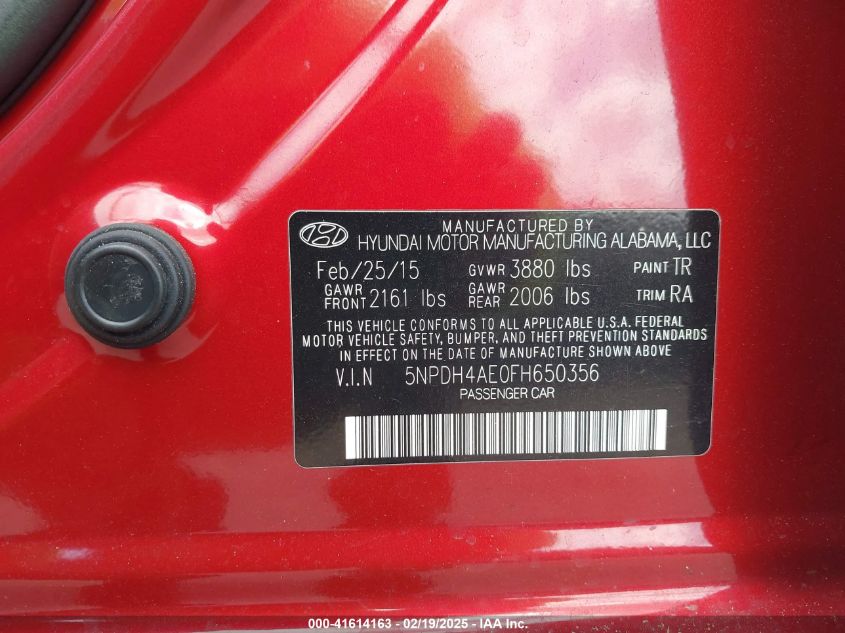 MANUFACTURED BY
HYUNDAI MOTOR MANUFACTURING ALABAMA, LLC
Feb/25/15 GVWR 3880 lbs PAINT TR
GAWR FRONT 2161 lbs GAWR REAR 2006 lbs TRIM RA
THIS VEHICLE CONFORMS TO ALL APPLICABLE U.S.A. FEDERAL
MOTOR VEHICLE SAFETY, BUMPER, AND THEFT PREVENTION STANDARDS
IN EFFECT ON THE DATE OF MANUFACTURE SHOWN ABOVE
V.I.N 5NPDH4AE0FH650356
PASSENGER CAR
000-41614163 - 02/19/2025 - © IAA, Inc.